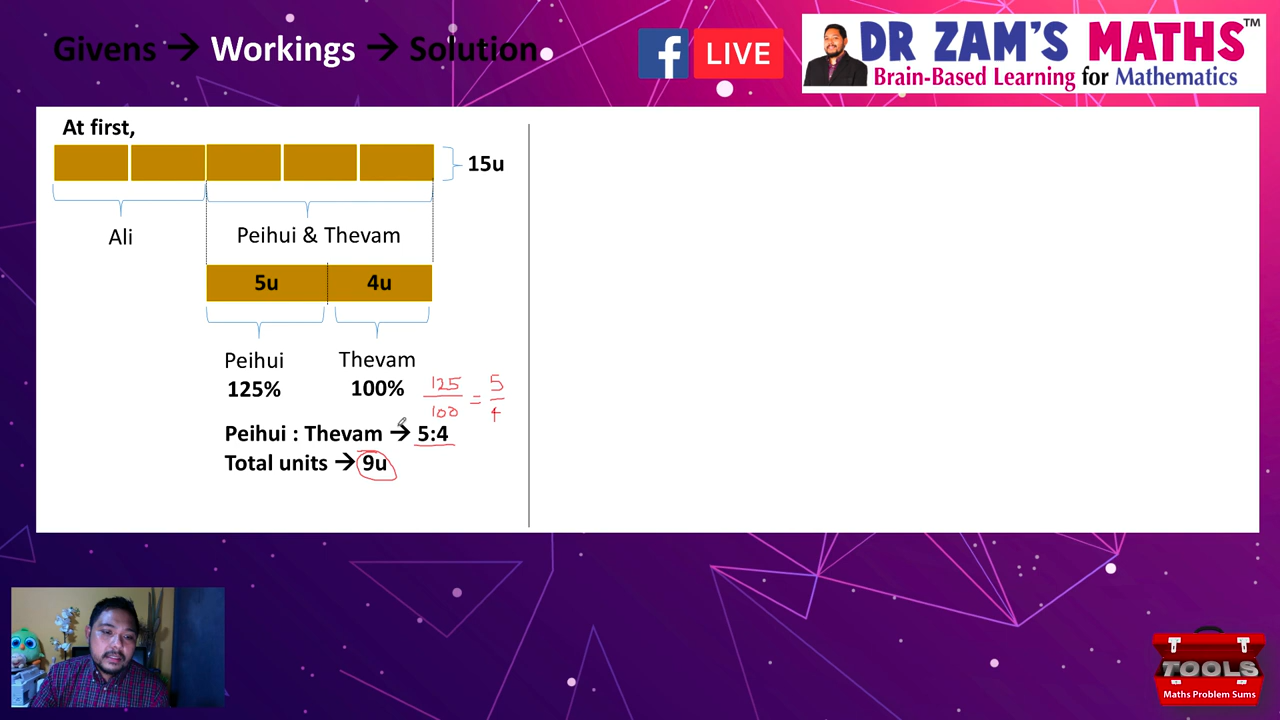 Givens → Workings → Solution
f LIVE
DR ZAM'S MATHS™
Brain-Based Learning for Mathematics
At first,
15u
Ali
Peihui & Thevam
5u 4u
Peihui Thevam
125% 100%
125/100 = 5/4
Peihui : Thevam → 5:4
Total units → 9u
TOOLS
Maths Problem Sums